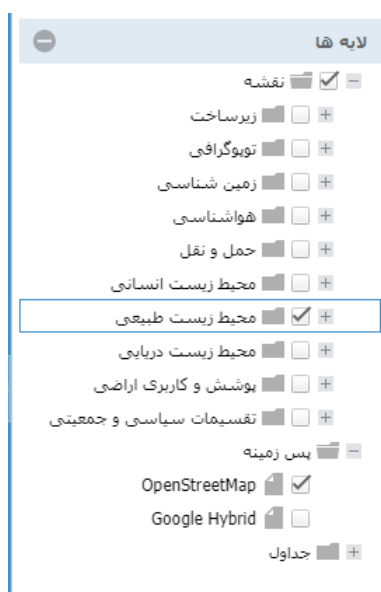 لایه ها
نقشه
زیرساخت
توپوگرافی
زمین شناسی
هواشناسی
حمل و نقل
محیط زیست انسانی
محیط زیست طبیعی
محیط زیست دریایی
پوشش و کاربری اراضی
تقسیمات سیاسی و جمعیتی
پس زمینه
OpenStreetMap
Google Hybrid
جداول